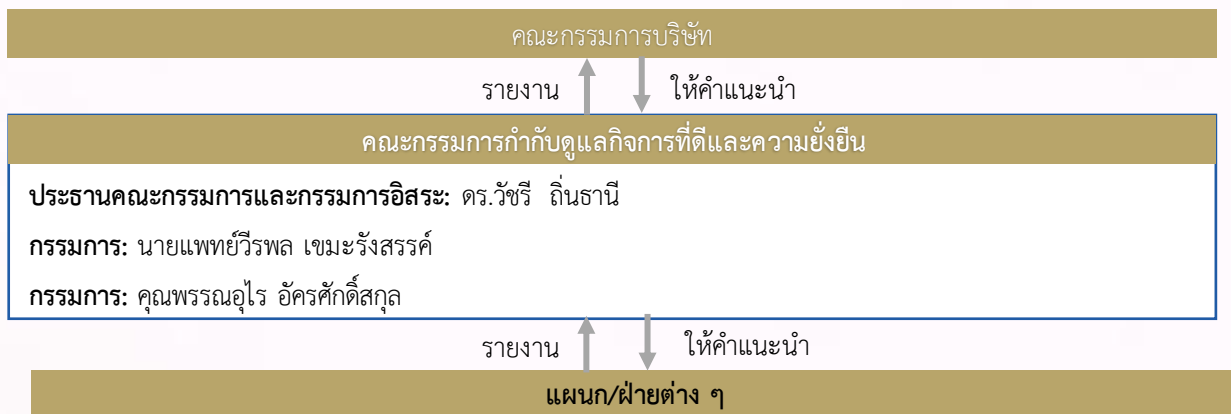 คณะกรรมการบริษัท
รายงาน ให้คำแนะนำ
คณะกรรมการกำกับดูแลกิจการที่ดีและความยั่งยืน
ประธานคณะกรรมการและกรรมการอิสระ: ดร.วัชรี ถิ่นธานี
กรรมการ: นายแพทย์วีรพล เขมะรังสรรค์
กรรมการ: คุณพรรณอุไร อัครศักดิ์สกุล
รายงาน ให้คำแนะนำ
แผนก/ฝ่ายต่าง ๆ